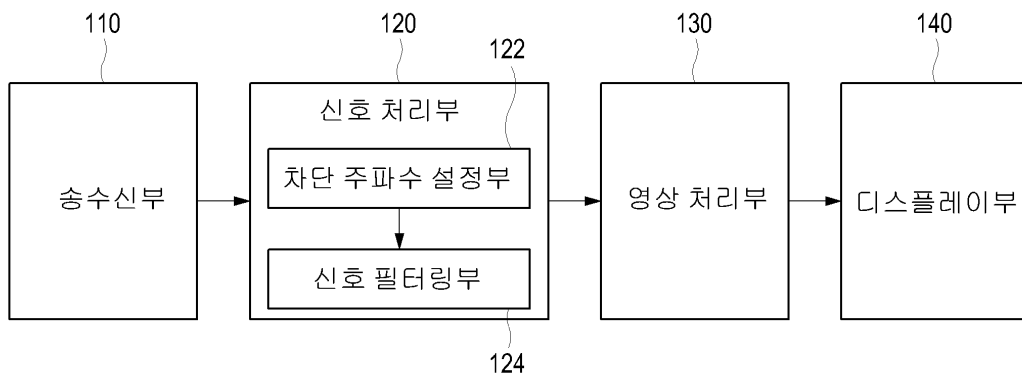 110
120
122
130
140
송수신부
신호 처리부
차단 주파수 설정부
신호 필터링부
124
영상 처리부
디스플레이부